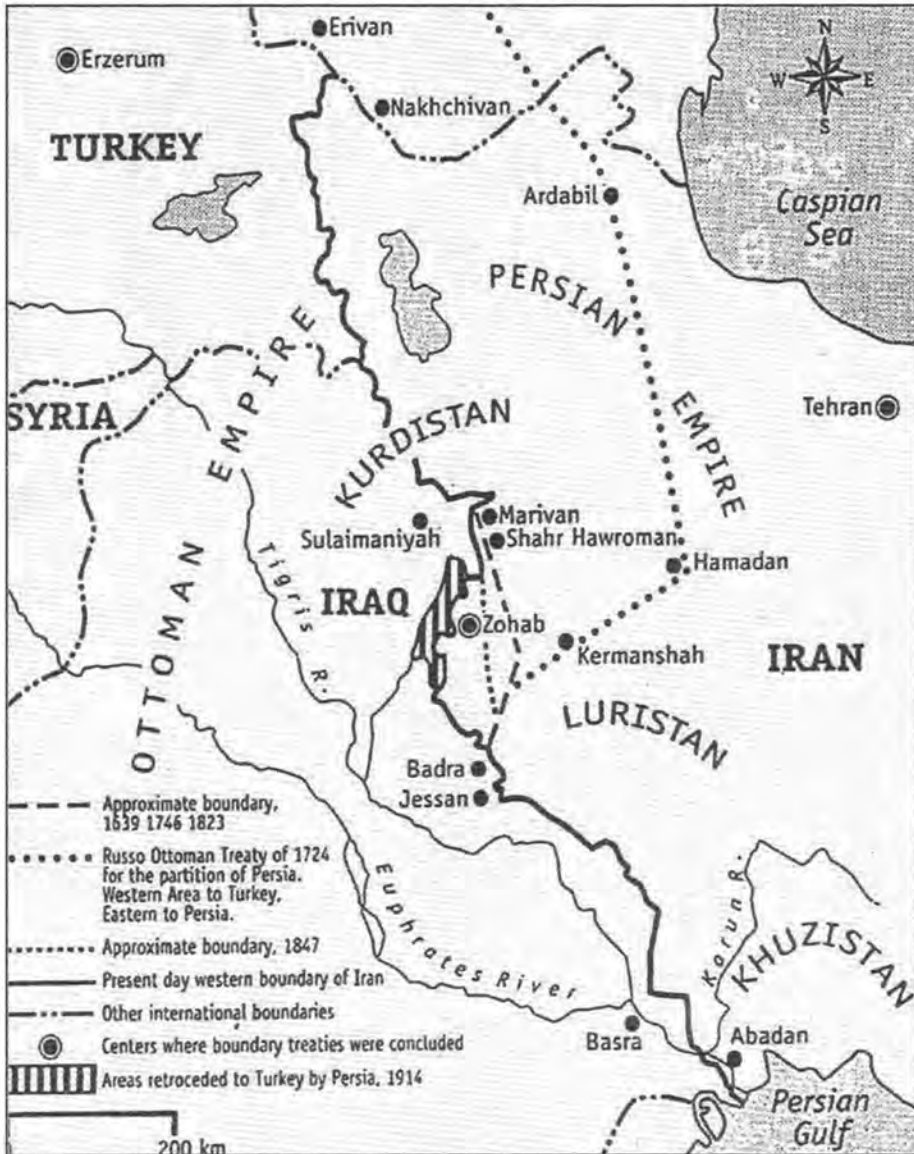 Erivan
Erzerum
N
W E
S
Nakhchivan
TURKEY
Ardabil
Caspian
Sea
PERSIAN
EMPIRE
OTTOMAN EMPIRE
SYRIA
Tehran
KURDISTAN
Marivan
Sulaimaniyah
Shahr Hawroman
Hamadan
Tigris R.
IRAQ
Zohab
Kermanshah
IRAN
LURISTAN
Badra
Jessan
Approximate boundary,
1639 1746 1823
Russo Ottoman Treaty of 1724
for the partition of Persia.
Western Area to Turkey,
Eastern to Persia.
Approximate boundary, 1847
Present day western boundary of Iran
Other international boundaries
Centers where boundary treaties were concluded
Areas retroceded to Turkey by Persia, 1914
200 km
Euphrates River
Karun R.
KHUZISTAN
Basra
Abadan
Persian
Gulf